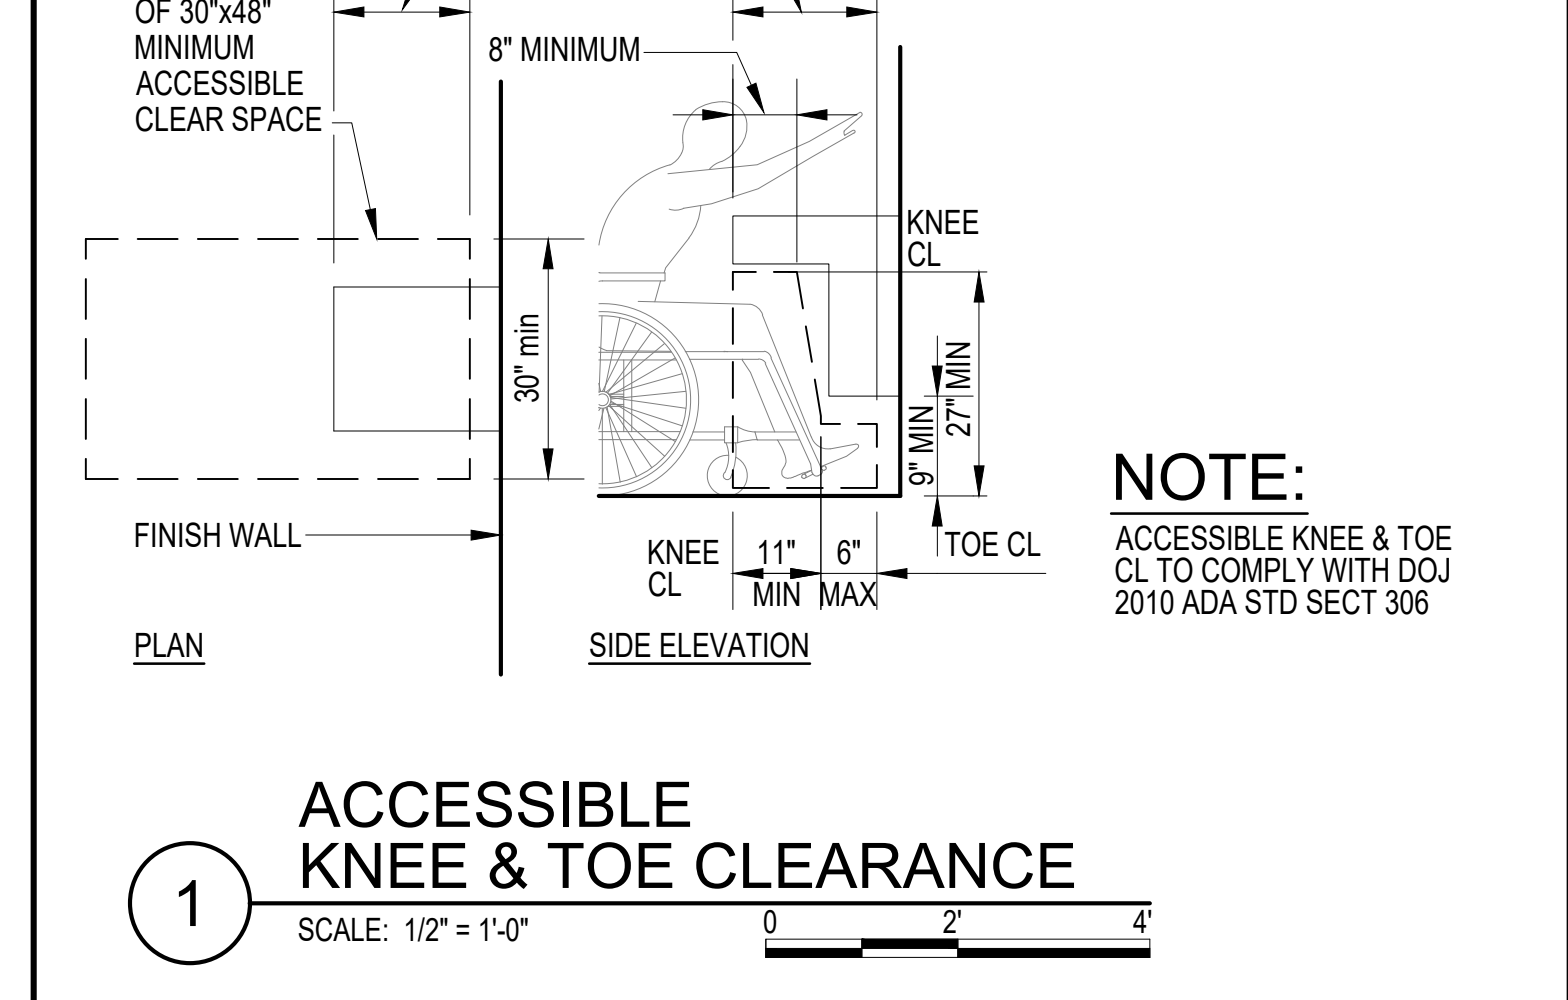 OF 30"x48"
MINIMUM
ACCESSIBLE
CLEAR SPACE
8" MINIMUM
KNEE
CL
30" min
27" MIN
9" MIN
FINISH WALL
KNEE
CL
11"
MIN
6"
MAX
TOE CL
PLAN
SIDE ELEVATION
NOTE:
ACCESSIBLE KNEE & TOE
CL TO COMPLY WITH DOJ
2010 ADA STD SECT 306
1
ACCESSIBLE
KNEE & TOE CLEARANCE
SCALE: 1/2" = 1'-0"
0 2' 4'